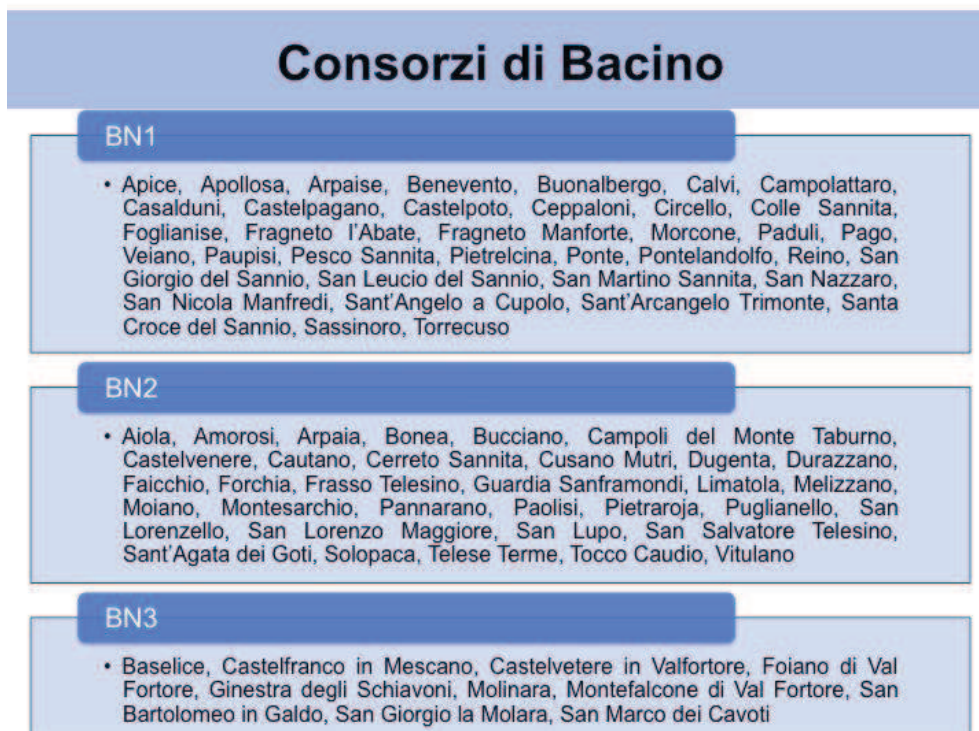 Consorzi di Bacino
BN1
• Apice, Apollosa, Arpaise, Benevento, Buonalbergo, Calvi, Campolattaro,
Casalduni, Castelpagano, Castelpoto, Ceppaloni, Circello, Colle Sannita,
Foglianise, Fragneto l'Abate, Fragneto Manforte, Morcone, Paduli, Pago,
Veiano, Paupisi, Pesco Sannita, Pietrelcina, Ponte, Pontelandolfo, Reino, San
Giorgio del Sannio, San Leucio del Sannio, San Martino Sannita, San Nazzaro,
San Nicola Manfredi, Sant'Angelo a Cupolo, Sant'Arcangelo Trimonte, Santa
Croce del Sannio, Sassinoro, Torrecuso
BN2
• Aiola, Amorosi, Arpaia, Bonea, Bucciano, Campoli del Monte Taburno,
Castelvenere, Cautano, Cerreto Sannita, Cusano Mutri, Dugenta, Durazzano,
Faicchio, Forchia, Frasso Telesino, Guardia Sanframondi, Limatola, Melizzano,
Moiano, Montesarchio, Pannarano, Paolisi, Pietraroja, Puglianello, San
Lorenzello, San Lorenzo Maggiore, San Lupo, San Salvatore Telesino,
Sant'Agata dei Goti, Solopaca, Telese Terme, Tocco Caudio, Vitulano
BN3
• Baselice, Castelfranco in Mescano, Castelvetere in Valfortore, Foiano di Val
Fortore, Ginestra degli Schiavoni, Molinara, Montefalcone di Val Fortore, San
Bartolomeo in Galdo, San Giorgio la Molara, San Marco dei Cavoti